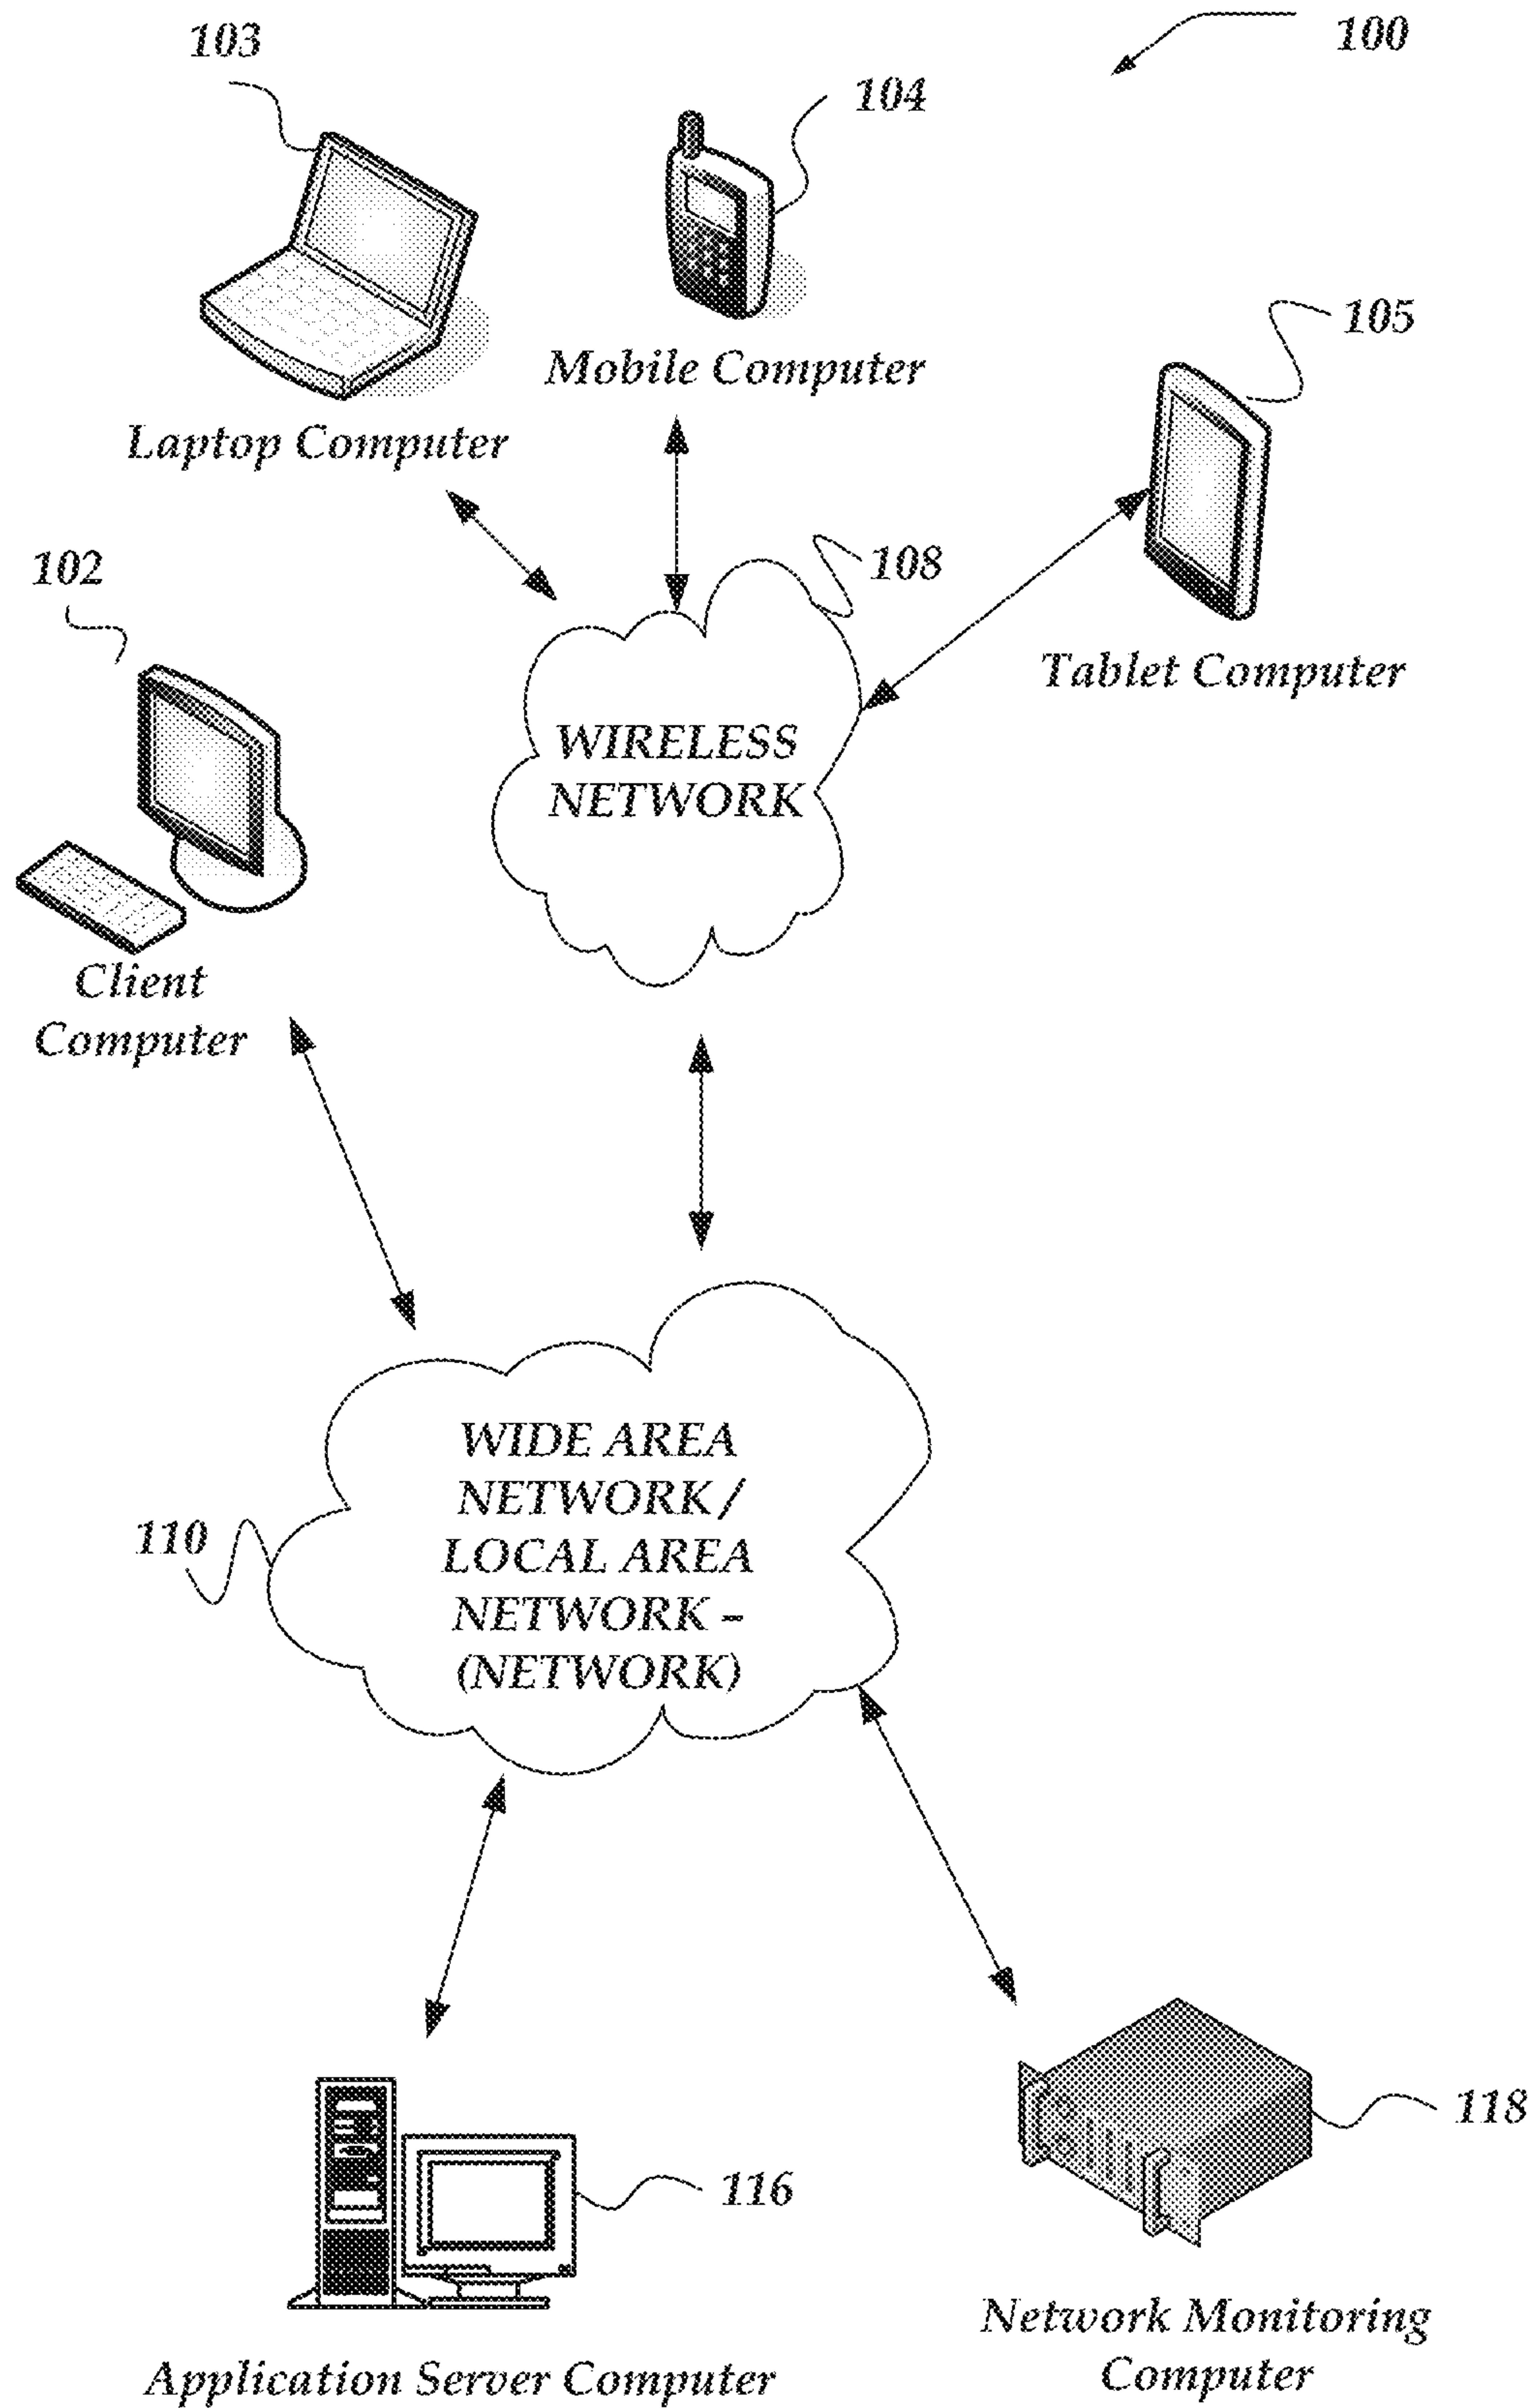 103
100
104
105
Mobile Computer
Laptop Computer
102
108
Tablet Computer
WIRELESS
NETWORK
Client
Computer
WIDE AREA
NETWORK /
LOCAL AREA
NETWORK –
(NETWORK)
110
118
116
Network Monitoring
Computer
Application Server Computer